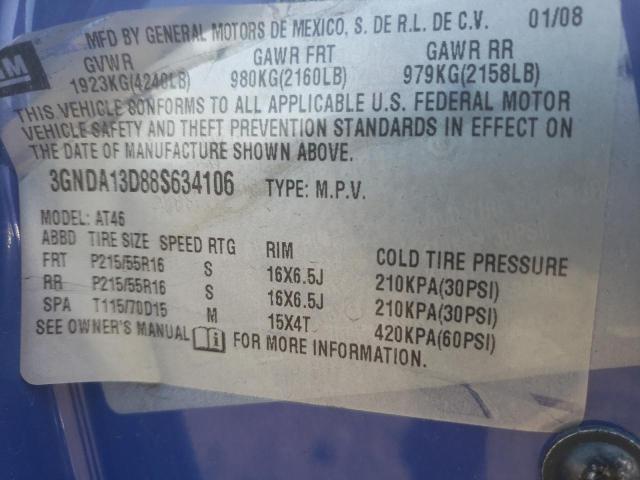 MFD BY GENERAL MOTORS DE MEXICO, S. DE R.L. DE C.V. 01/08
GM
GVWR GAWR FRT GAWR RR
1923KG(4240LB) 980KG(2160LB) 979KG(2158LB)
THIS VEHICLE CONFORMS TO ALL APPLICABLE U.S. FEDERAL MOTOR
VEHICLE SAFETY AND THEFT PREVENTION STANDARDS IN EFFECT ON
THE DATE OF MANUFACTURE SHOWN ABOVE.
3GNDA13D88S634106 TYPE: M.P.V.
MODEL: AT46
ABBD TIRE SIZE SPEED RTG RIM COLD TIRE PRESSURE
FRT P215/55R16 S 16X6.5J 210KPA(30PSI)
RR P215/55R16 S 16X6.5J 210KPA(30PSI)
SPA T115/70D15 M 15X4T 420KPA(60PSI)
SEE OWNER'S MANUAL FOR MORE INFORMATION.